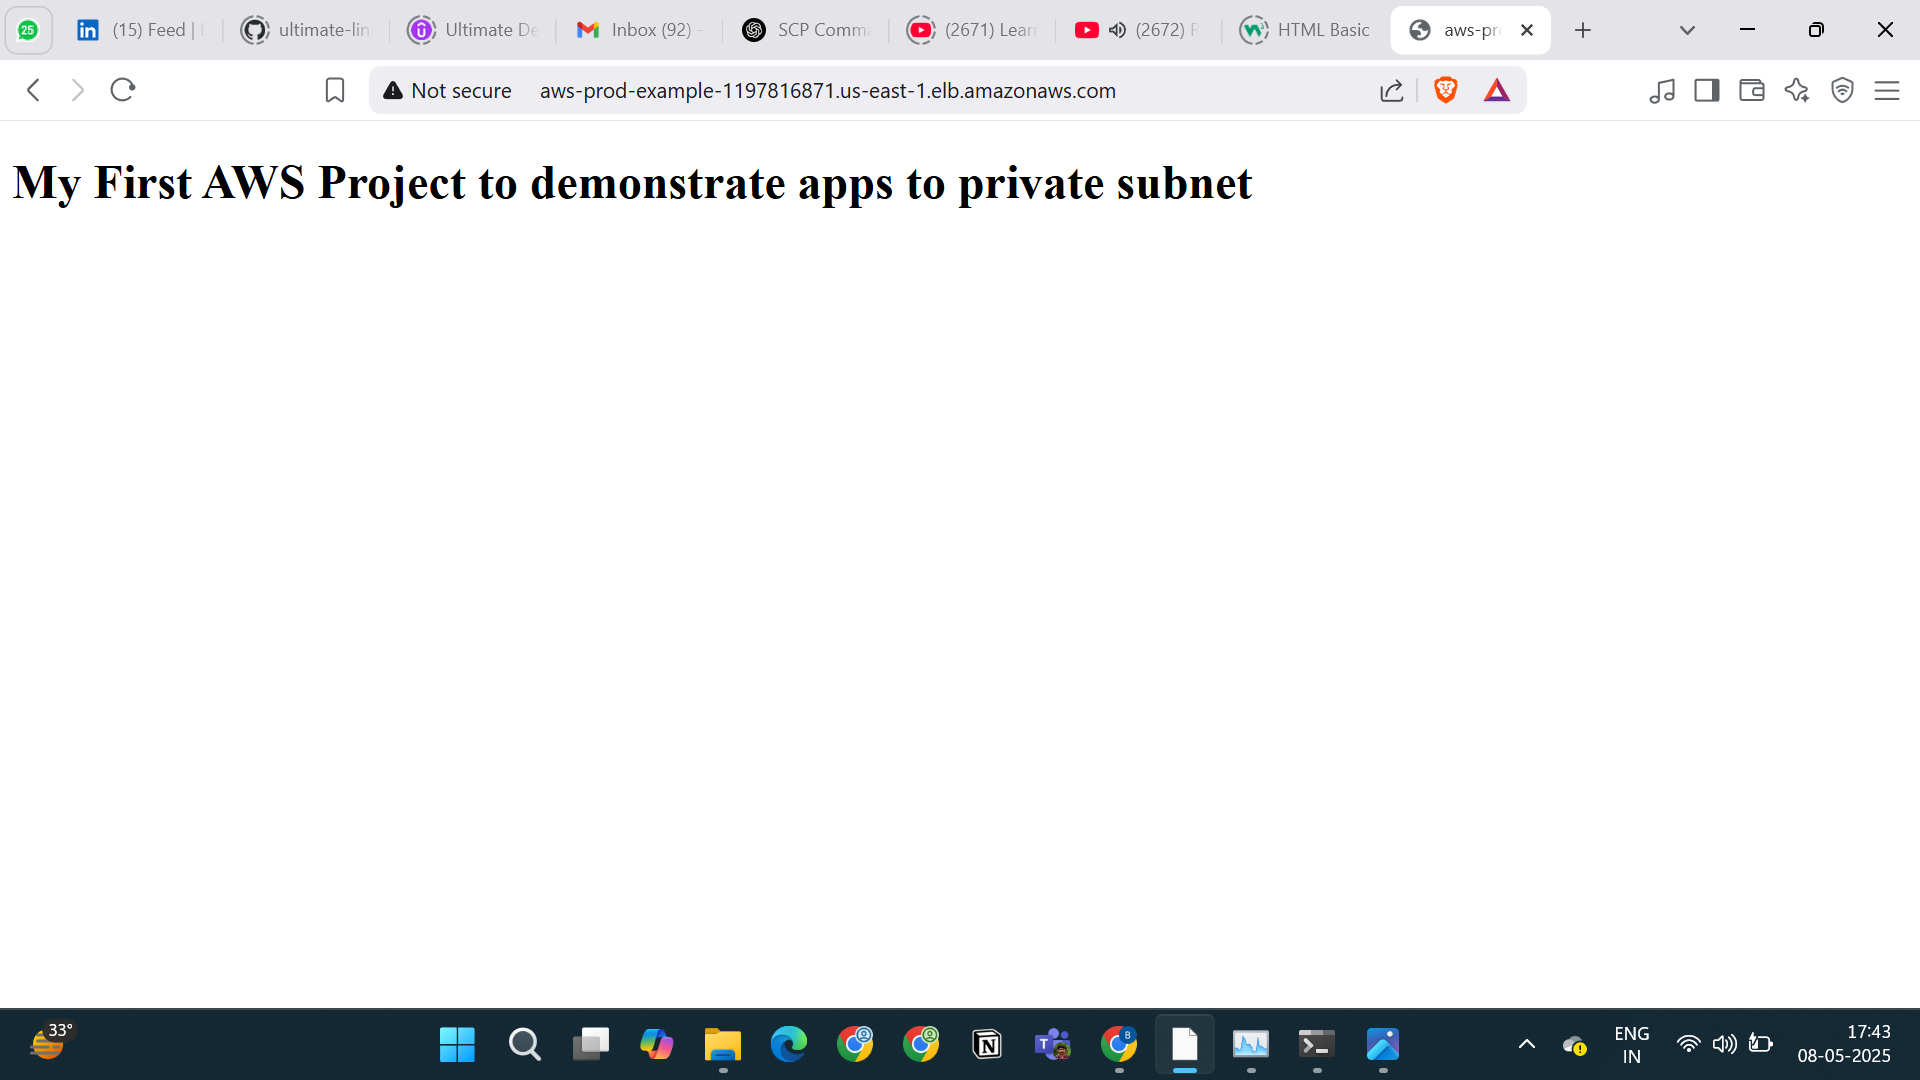 25
(15) Feed | L
ultimate-lin
Ultimate De
Inbox (92) -
SCP Comma
(2671) Lear
(2672) R
HTML Basic
aws-pro
Not secure aws-prod-example-1197816871.us-east-1.elb.amazonaws.com
My First AWS Project to demonstrate apps to private subnet
33°
ENG
IN
17:43
08-05-2025